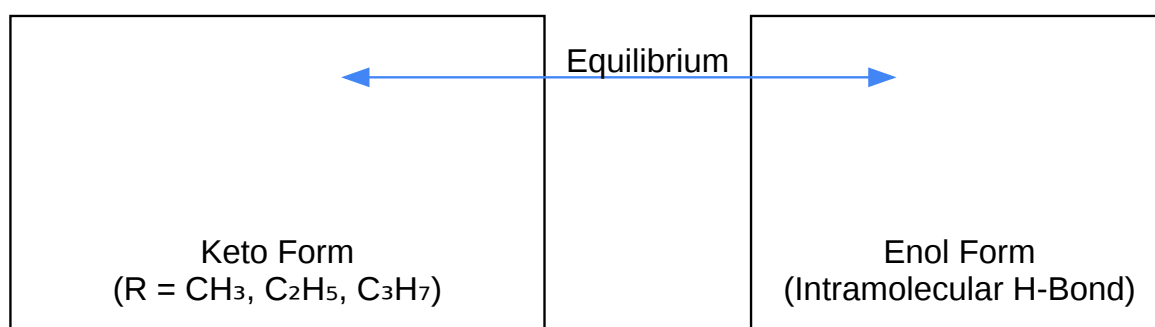 Equilibrium
Keto Form
(R = CH₃, C₂H₅, C₃H₇)
Enol Form
(Intramolecular H-Bond)